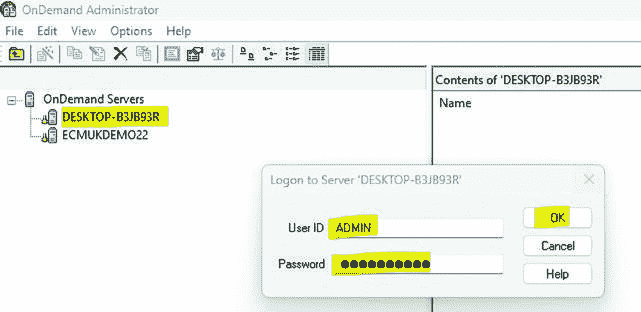 OnDemand Administrator
File Edit View Options Help
Contents of 'DESKTOP-B3JB93R'
Name
OnDemand Servers
DESKTOP-B3JB93R
ECMUKDEMO22
Logon to Server 'DESKTOP-B3JB93R'
User ID ADMIN OK
Cancel
Password ●●●●●●●●●●
Help